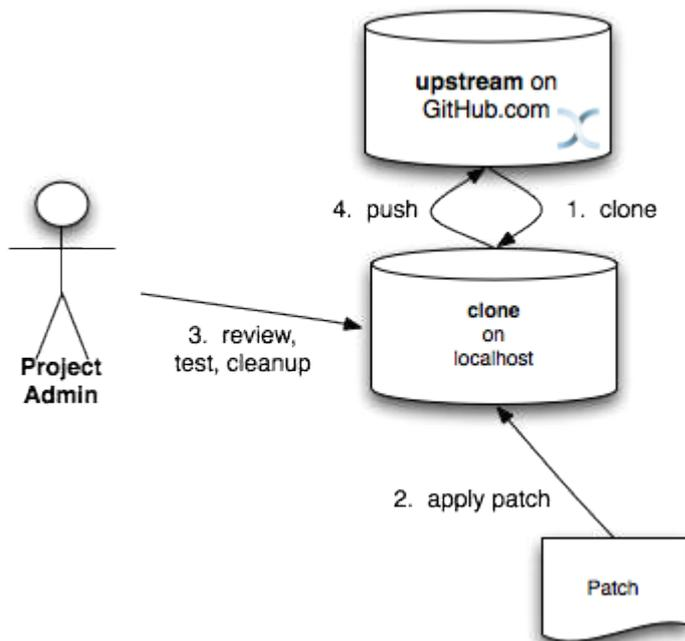 upstream on
GitHub.com
4. push
1. clone
clone
on
localhost
3. review,
test, cleanup
Project
Admin
2. apply patch
Patch